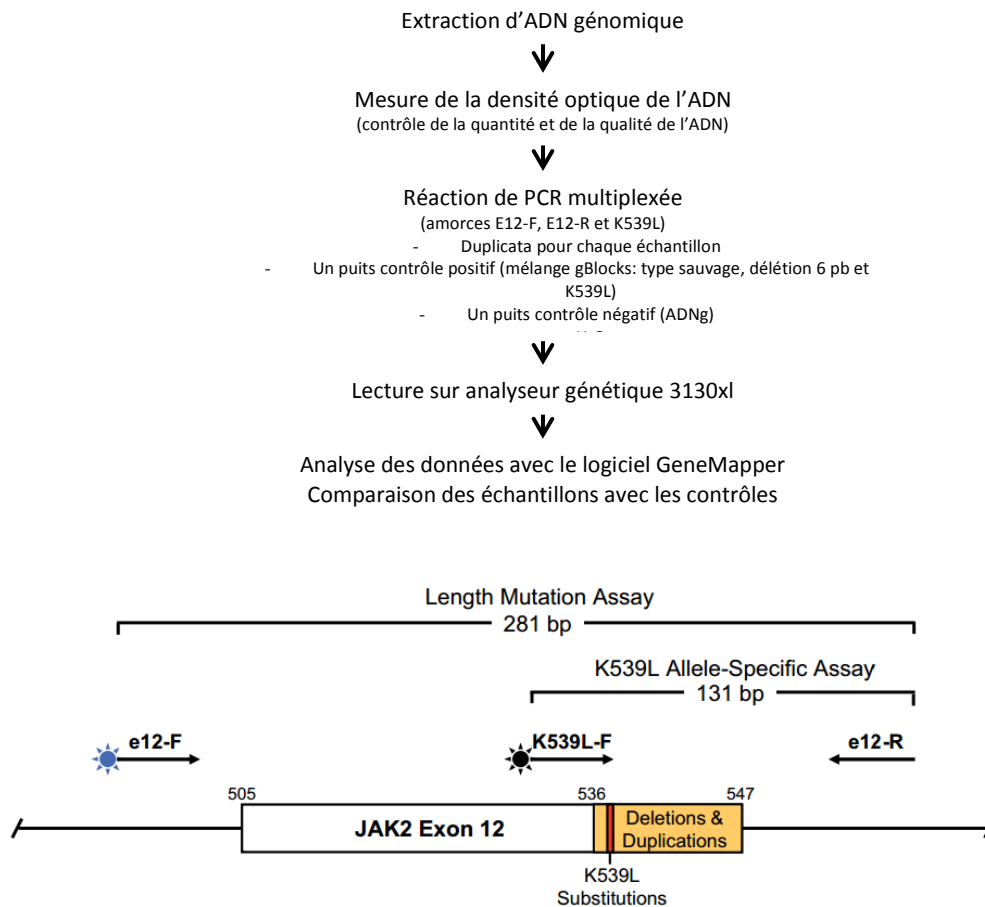 Extraction d’ADN génomique
Mesure de la densité optique de l’ADN
(contrôle de la quantité et de la qualité de l’ADN)
Réaction de PCR multiplexée
(amorces E12-F, E12-R et K539L)
- Duplicata pour chaque échantillon
- Un puits contrôle positif (mélange gBlocks: type sauvage, délétion 6 pb et
K539L)
- Un puits contrôle négatif (ADNg)
Lecture sur analyseur génétique 3130xl
Analyse des données avec le logiciel GeneMapper
Comparaison des échantillons avec les contrôles
Length Mutation Assay
281 bp
K539L Allele-Specific Assay
131 bp
e12-F K539L-F e12-R
505 536 547
JAK2 Exon 12 Deletions &
Duplications
K539L
Substitutions